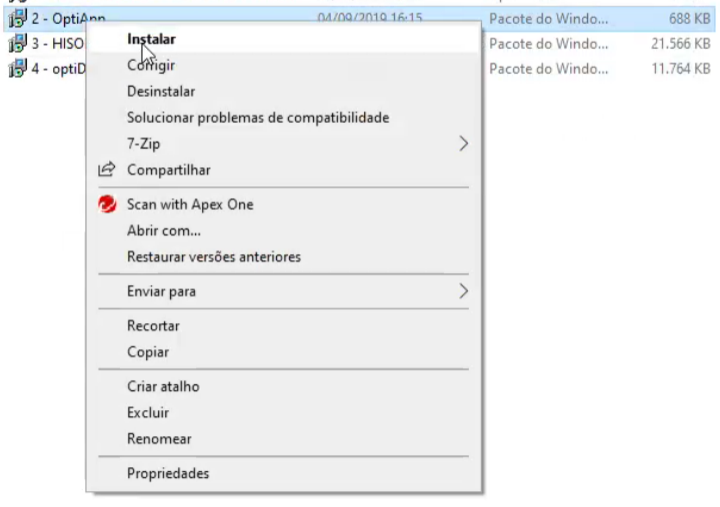 2 - OptiApp 04/09/2019 16:15 Pacote do Windo... 688 KB
3 - HISO Pacote do Windo... 21.566 KB
4 - optiD Pacote do Windo... 11.764 KB
Instalar
Corrigir
Desinstalar
Solucionar problemas de compatibilidade
7-Zip
Compartilhar
Scan with Apex One
Abrir com...
Restaurar versões anteriores
Enviar para
Recortar
Copiar
Criar atalho
Excluir
Renomear
Propriedades